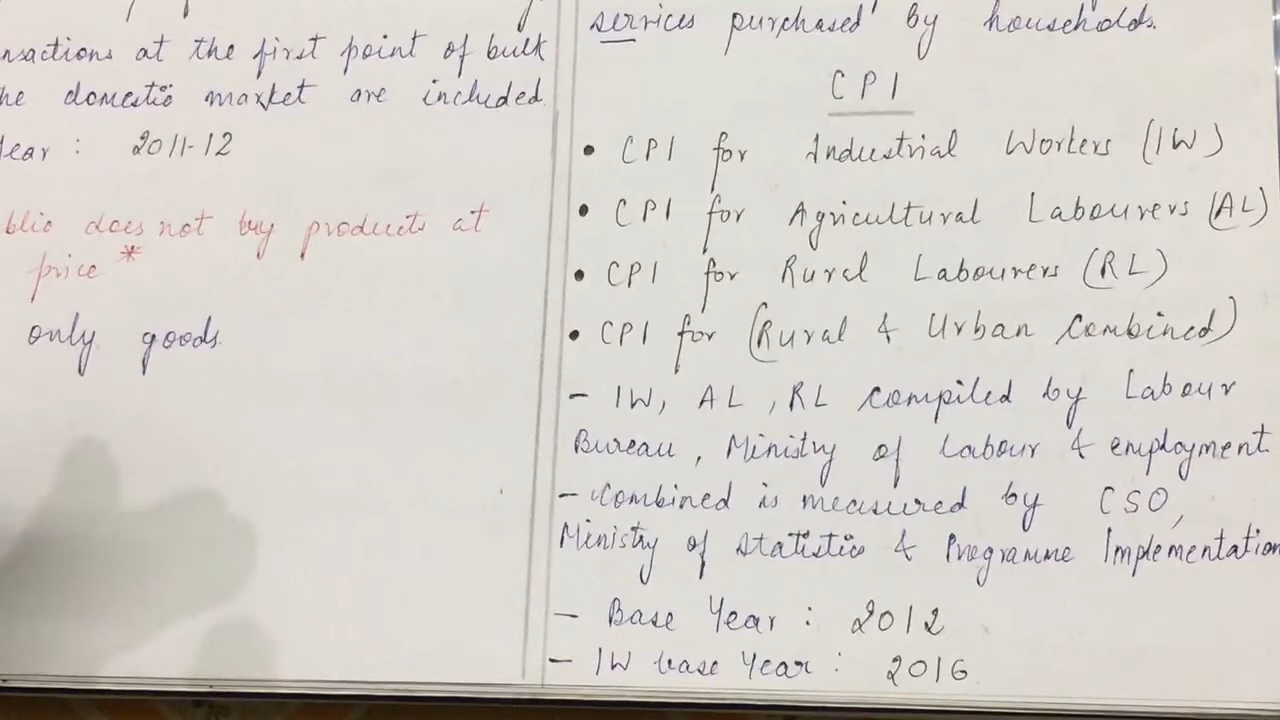 nsactions at the first point of bulk
he domestic market are included.
Year : 2011-12
blic does not buy products at
price *
only goods.
services purchased by households.
CPI
• CPI for Industrial Workers (IW)
• CPI for Agricultural Labourers (AL)
• CPI for Rural Labourers (RL)
• CPI for (Rural & Urban Combined)
- IW, AL, RL compiled by Labour
Bureau, Ministry of Labour & employment
- Combined is measured by CSO,
Ministry of Statistics & Programme Implementation
- Base Year : 2012
- IW base Year : 2016